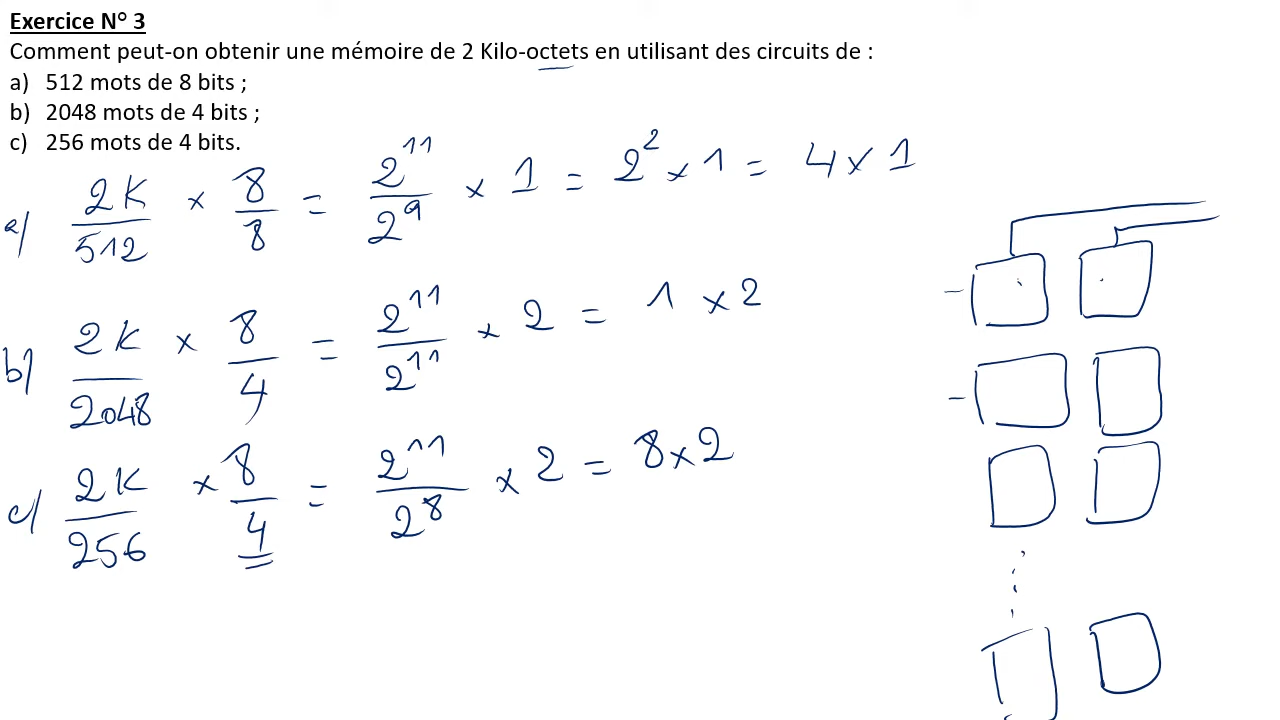 Exercice N° 3
Comment peut-on obtenir une mémoire de 2 Kilo-octets en utilisant des circuits de :
a) 512 mots de 8 bits ;
b) 2048 mots de 4 bits ;
c) 256 mots de 4 bits.
a) 2K/512 × 8/8 = 2^11/2^9 × 1 = 2^2 × 1 = 4 × 1
b) 2K/2048 × 8/4 = 2^11/2^11 × 2 = 1 × 2
c) 2K/256 × 8/4 = 2^11/2^8 × 2 = 8 × 2